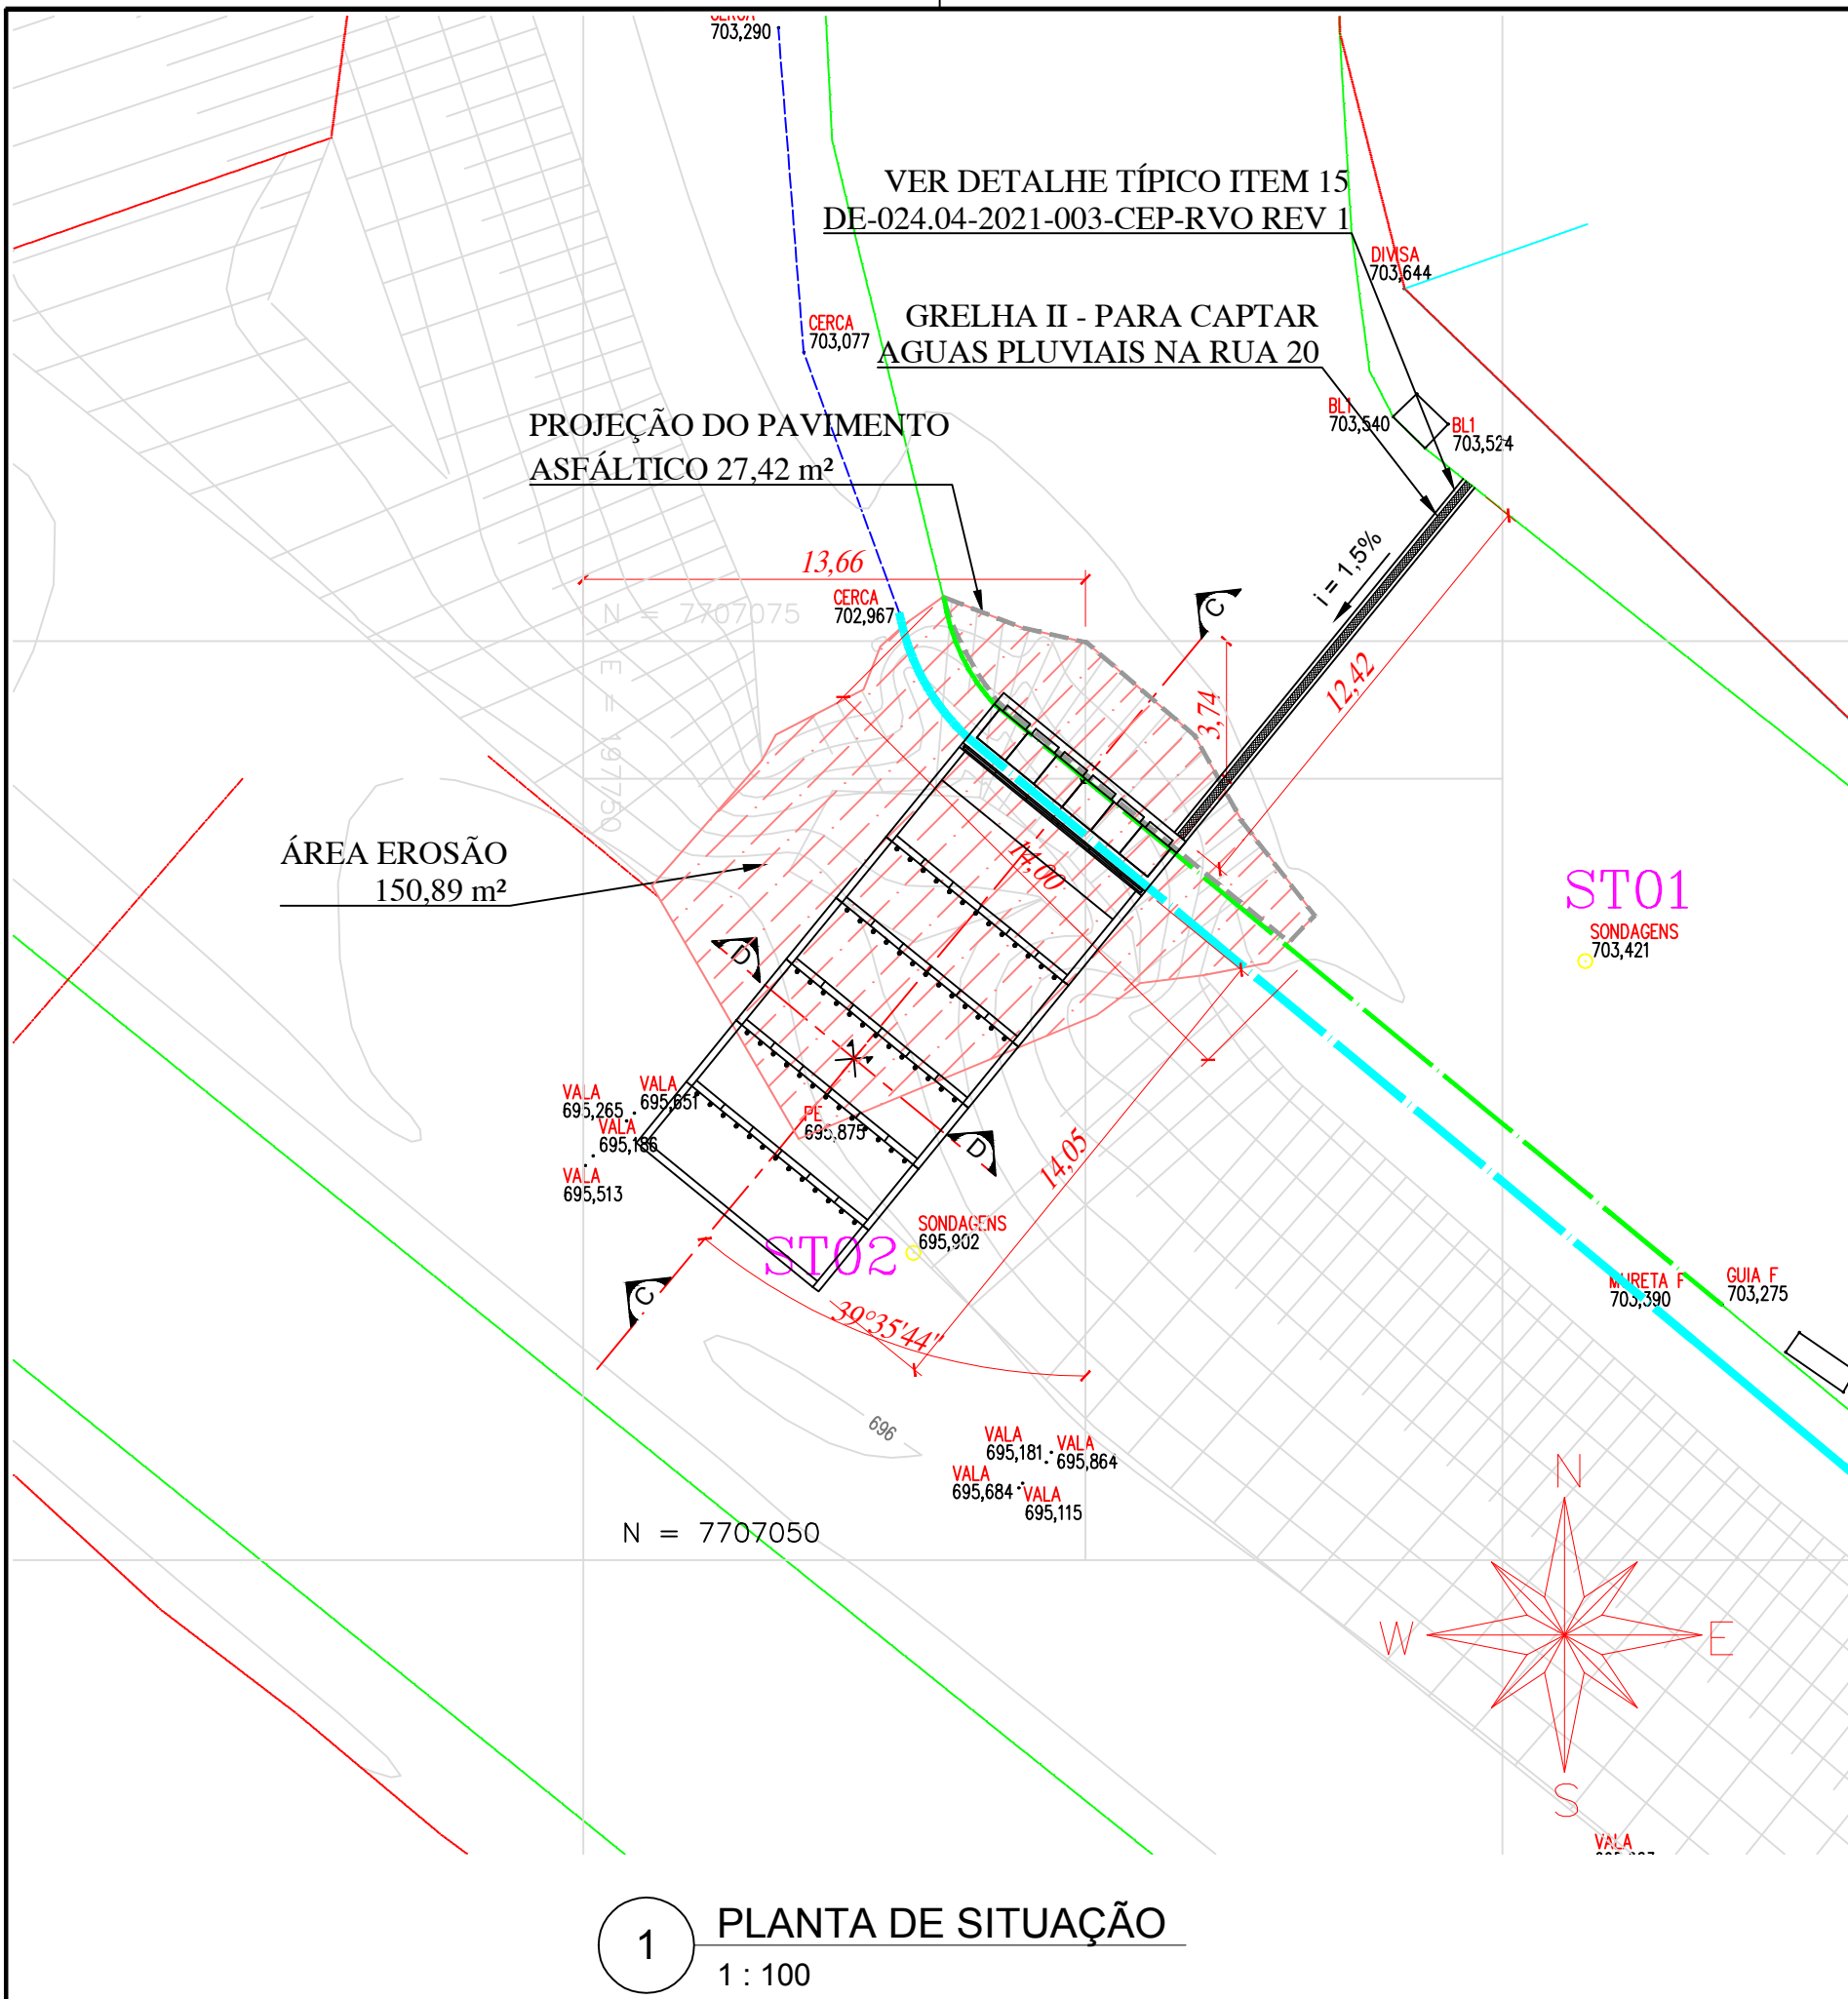 703,290
VER DETALHE TÍPICO ITEM 15
DE-024.04-2021-003-CEP-RVO REV 1
DIVISA
703,644
GRELHA II - PARA CAPTAR
AGUAS PLUVIAIS NA RUA 20
CERCA
703,077
BL1
703,540
BL1
703,524
PROJEÇÃO DO PAVIMENTO
ASFÁLTICO 27,42 m²
i = 1,5%
13,66
CERCA
702,967
N = 7707075
E = 197750
C
3,74
12,42
14,00
ÁREA EROSÃO
150,89 m²
ST01
SONDAGENS
703,421
D
VALA
695,265
VALA
695,651
VALA
695,186
VALA
695,513
PE
695,875
D
14,05
SONDAGENS
695,902
ST02
C
39°35'44"
MURETA F
703,390
GUIA F
703,275
696
VALA
695,181
VALA
695,864
VALA
695,684
VALA
695,115
N = 7707050
N
W
E
S
VALA
1
PLANTA DE SITUAÇÃO
1 : 100